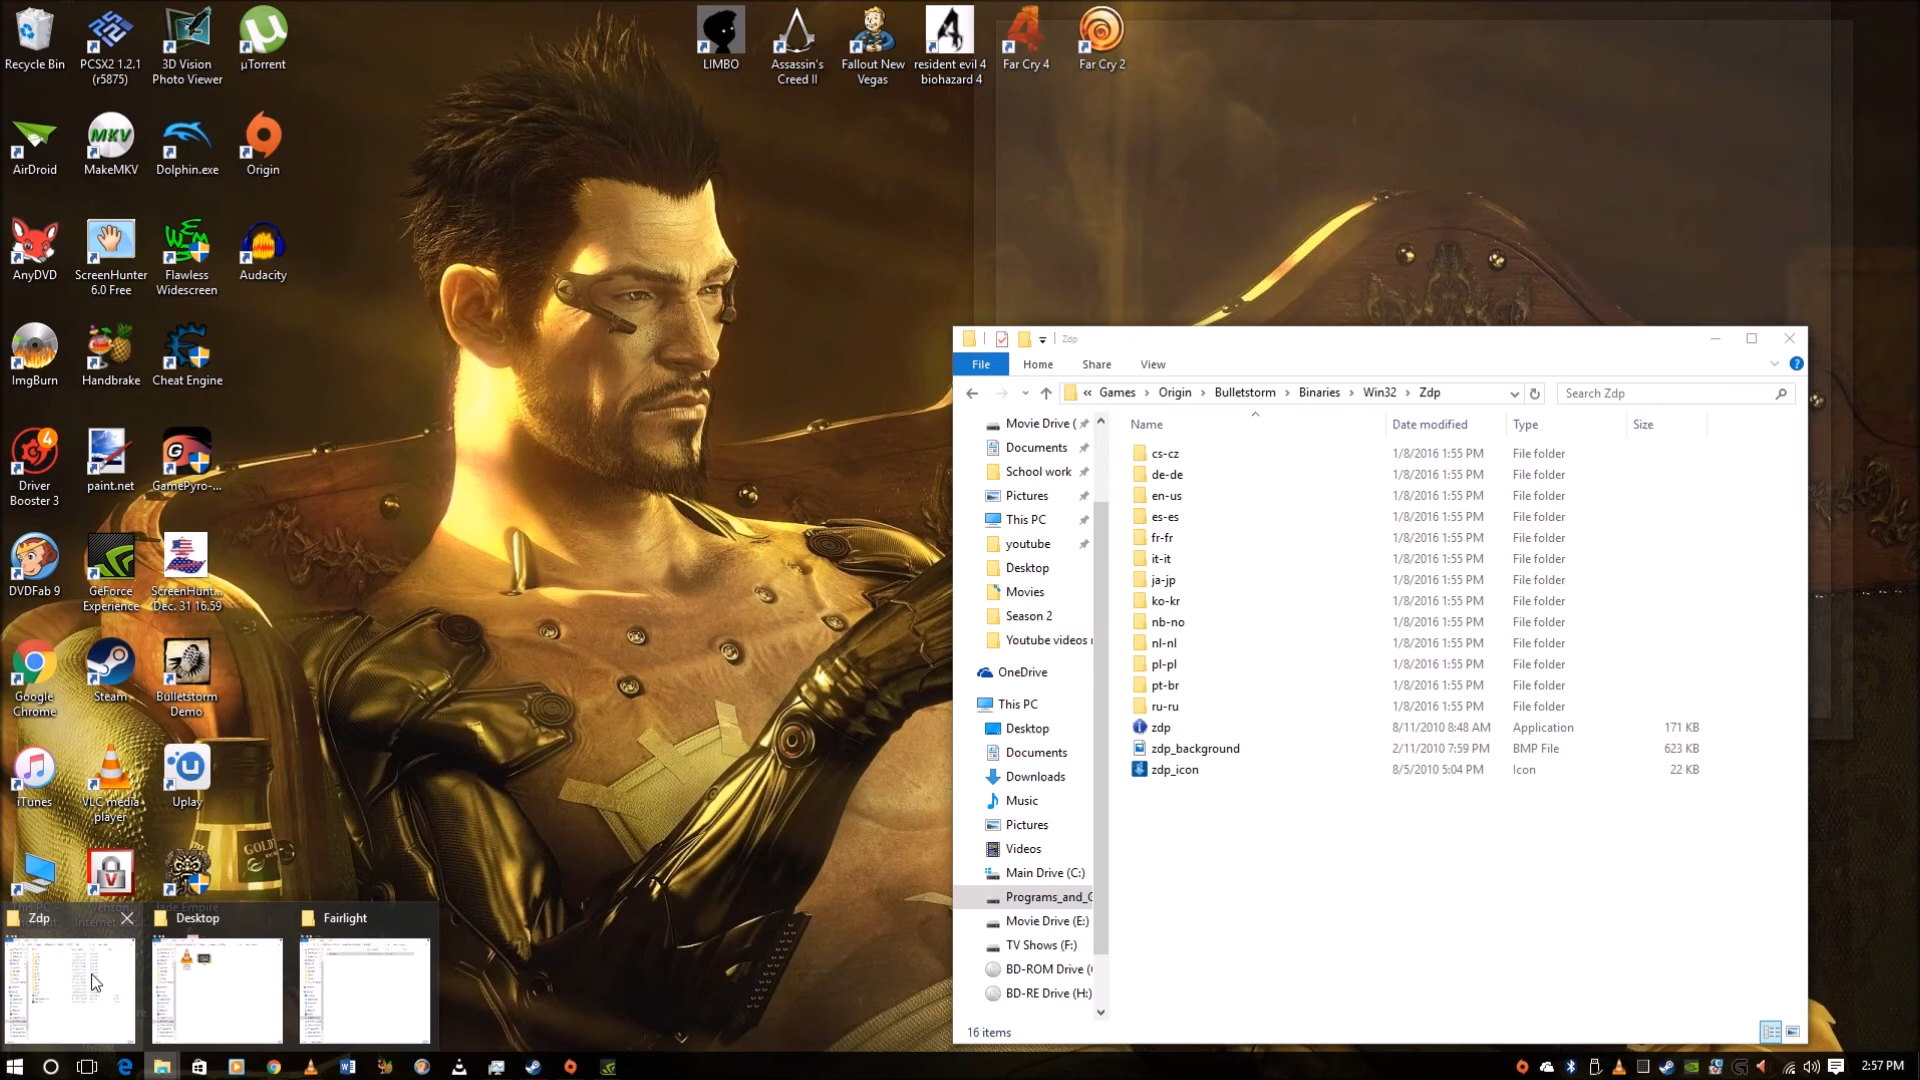 Recycle Bin
PCSX2 1.2.1
(r5875)
3D Vision
Photo Viewer
µTorrent
LIMBO
Assassin's
Creed II
Fallout New
Vegas
resident evil 4
biohazard 4
Far Cry 4
Far Cry 2
AirDroid
MakeMKV
Dolphin.exe
Origin
AnyDVD
ScreenHunter
6.0 Free
Flawless
Widescreen
Audacity
ImgBurn
Handbrake
Cheat Engine
Driver
Booster 3
paint.net
GamePyro-...
DVDFab 9
GeForce
Experience
ScreenHunt...
Dec. 31 16.59
Google
Chrome
Steam
Bulletstorm
Demo
iTunes
VLC media
player
Uplay
GOLD
Zdp
Desktop
Fairlight
Zdp
File
Home
Share
View
« Games › Origin › Bulletstorm › Binaries › Win32 › Zdp
Search Zdp
Name
Date modified
Type
Size
Movie Drive (
Documents
School work
Pictures
This PC
youtube
Desktop
Movies
Season 2
Youtube videos
OneDrive
This PC
Desktop
Documents
Downloads
Music
Pictures
Videos
Main Drive (C:)
Programs_and_
Movie Drive (E:)
TV Shows (F:)
BD-ROM Drive (
BD-RE Drive (H:)
cs-cz 1/8/2016 1:55 PM File folder
de-de 1/8/2016 1:55 PM File folder
en-us 1/8/2016 1:55 PM File folder
es-es 1/8/2016 1:55 PM File folder
fr-fr 1/8/2016 1:55 PM File folder
it-it 1/8/2016 1:55 PM File folder
ja-jp 1/8/2016 1:55 PM File folder
ko-kr 1/8/2016 1:55 PM File folder
nb-no 1/8/2016 1:55 PM File folder
nl-nl 1/8/2016 1:55 PM File folder
pl-pl 1/8/2016 1:55 PM File folder
pt-br 1/8/2016 1:55 PM File folder
ru-ru 1/8/2016 1:55 PM File folder
zdp 8/11/2010 8:48 AM Application 171 KB
zdp_background 2/11/2010 7:59 PM BMP File 623 KB
zdp_icon 8/5/2010 5:04 PM Icon 22 KB
16 items
2:57 PM